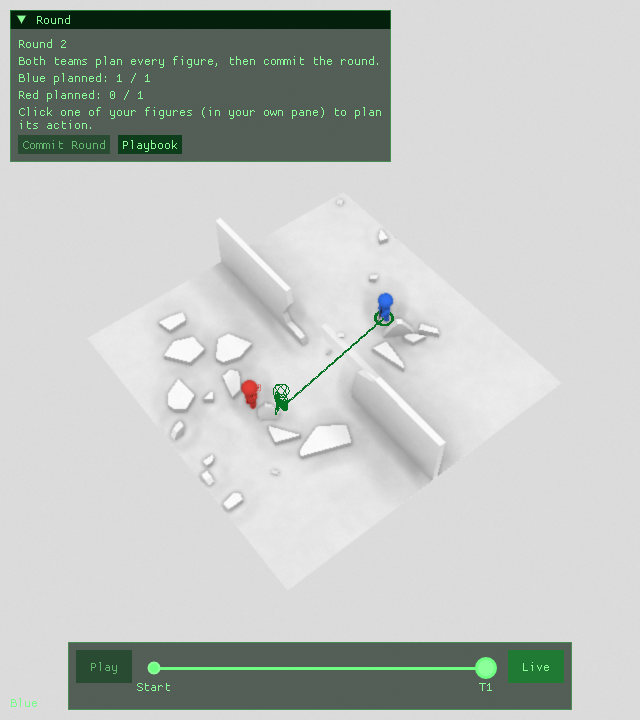 Round
Round 2
Both teams plan every figure, then commit the round.
Blue planned: 1 / 1
Red planned: 0 / 1
Click one of your figures (in your own pane) to plan
its action.
Commit Round Playbook
Play
Start
T1
Live
Blue